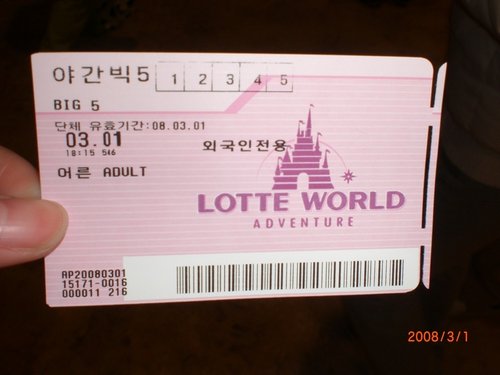 야간빅5 1 2 3 4 5
BIG 5
단체 유효기간:08.03.01
03.01 외국인전용
18:15 546
어른 ADULT
LOTTE WORLD
ADVENTURE
AP20080301
15171-0016
000011 216
2008/3/1